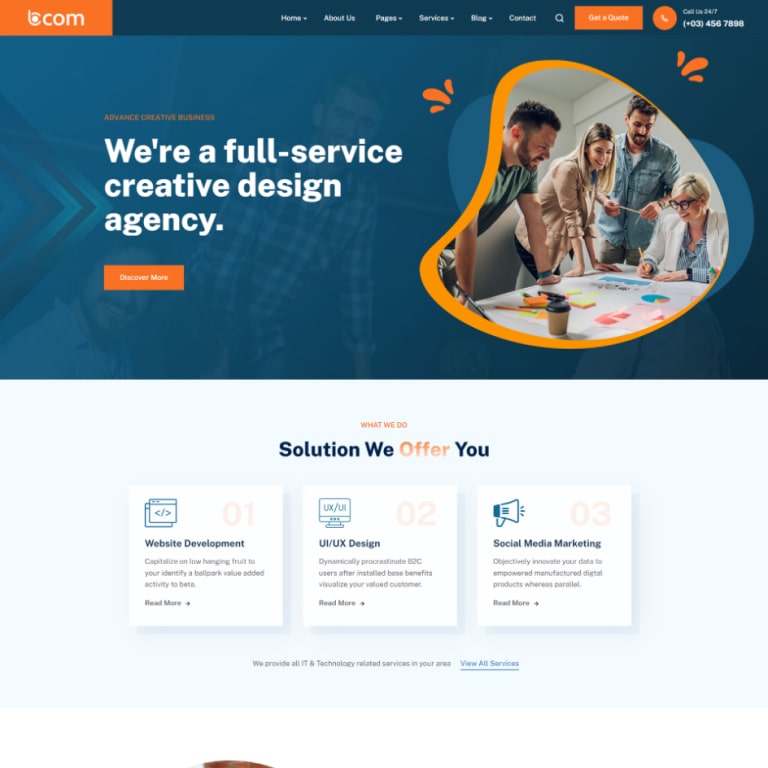 bcom
Home
About Us
Pages
Services
Blog
Contact
Get a Quote
Call Us 24/7
(+03) 456 7898
ADVANCE CREATIVE BUSINESS
We're a full-service
creative design
agency.
Discover More
WHAT WE DO
Solution We Offer You
</>
01
Website Development
Capitalize on low hanging fruit to
your identify a ballpark value added
activity to beta.
Read More
UX/UI
02
UI/UX Design
Dynamically procrastinate B2C
users after installed base benefits
visualize your valued customer.
Read More
03
Social Media Marketing
Objectively innovate your data to
empowered manufactured digtal
products whereas parallel.
Read More
We provide all IT & Technology related services in your area View All Services